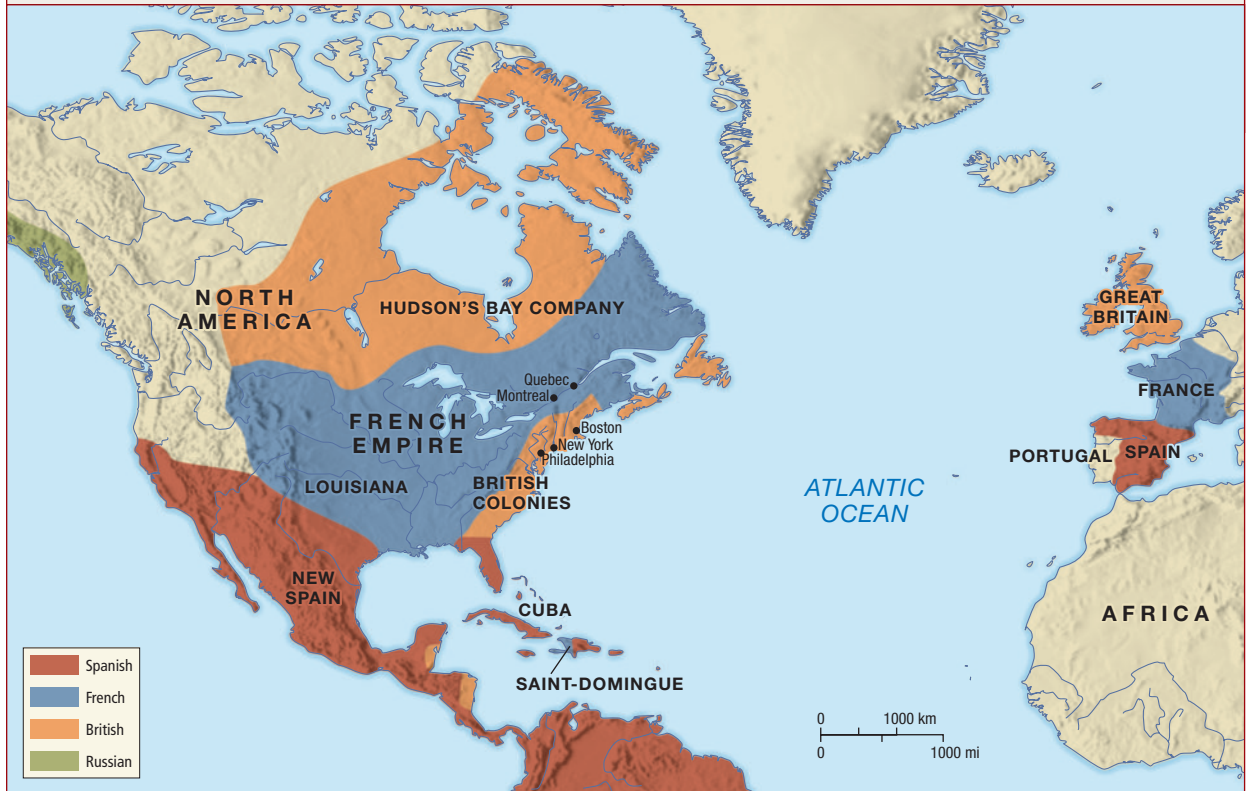 NORTH
AMERICA
HUDSON'S BAY COMPANY
GREAT
BRITAIN
Quebec
Montreal
FRANCE
FRENCH
EMPIRE
Boston
New York
Philadelphia
PORTUGAL
SPAIN
LOUISIANA
BRITISH
COLONIES
ATLANTIC
OCEAN
NEW
SPAIN
CUBA
AFRICA
SAINT-DOMINGUE
Spanish
French
British
Russian
0 1000 km
0 1000 mi